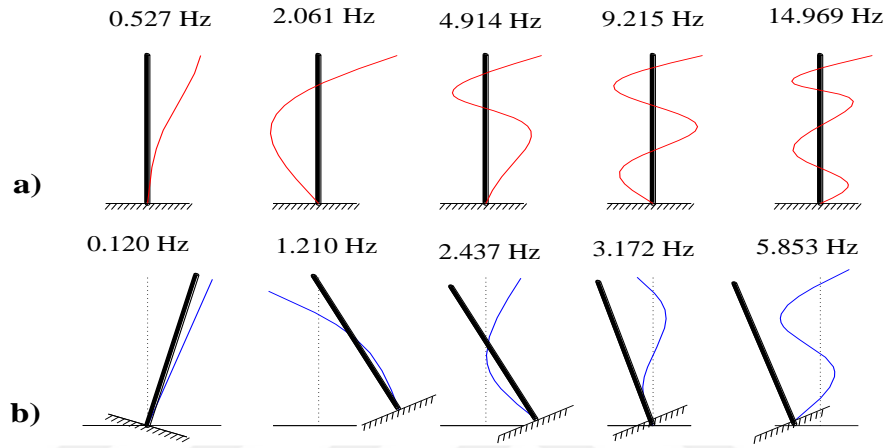 0.527 Hz 2.061 Hz 4.914 Hz 9.215 Hz 14.969 Hz
a)
0.120 Hz 1.210 Hz 2.437 Hz 3.172 Hz 5.853 Hz
b)